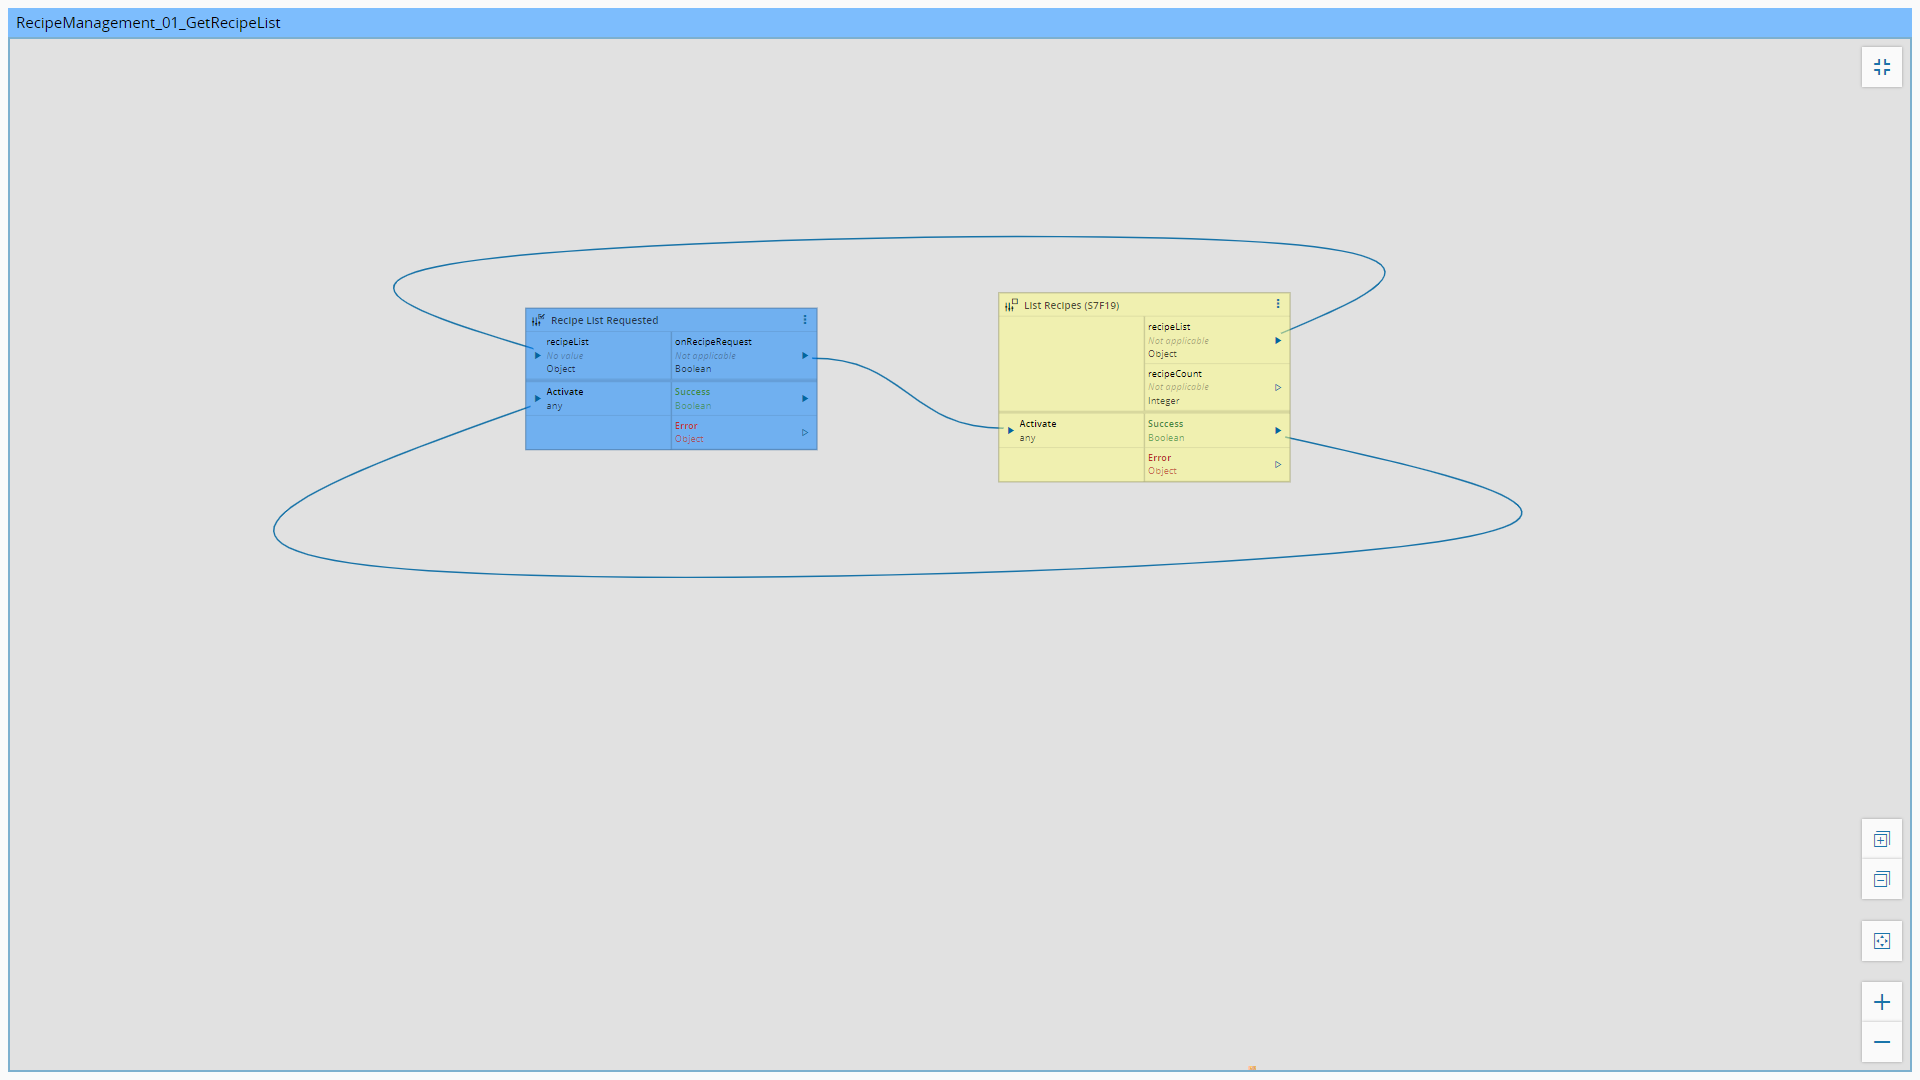 RecipeManagement_01_GetRecipeList
Recipe List Requested
recipeList
No value
Object
onRecipeRequest
Not applicable
Boolean
Activate
any
Success
Boolean
Error
Object
List Recipes (S7F19)
recipeList
Not applicable
Object
recipeCount
Not applicable
Integer
Activate
any
Success
Boolean
Error
Object